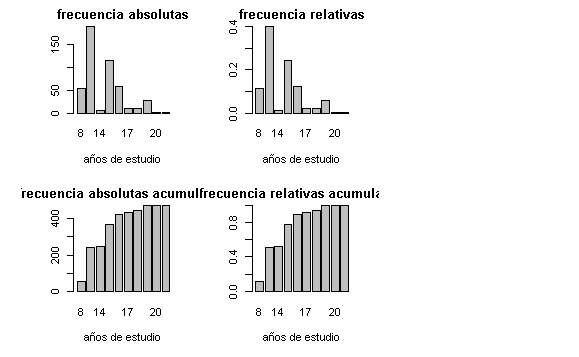 frecuencia absolutas
150
50
0
8 14 17 20
años de estudio
frecuencia relativas
0.4
0.2
0.0
8 14 17 20
años de estudio
recuencia absolutas acumul
400
200
0
8 14 17 20
años de estudio
recuencia relativas acumula
0.8
0.4
0.0
8 14 17 20
años de estudio